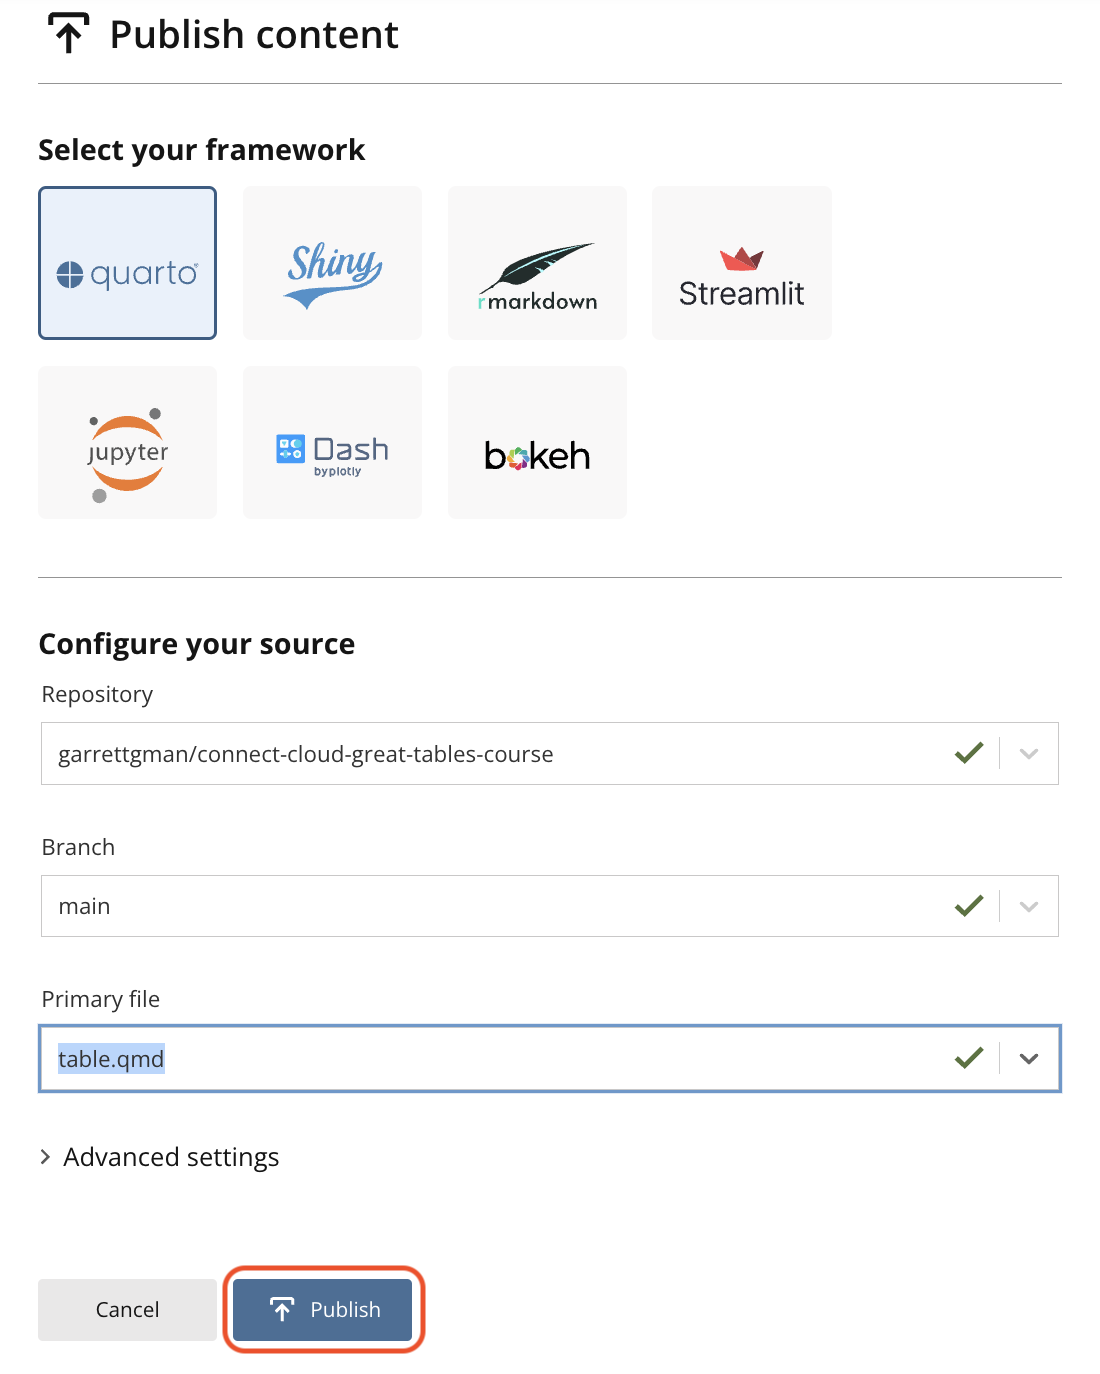 Publish content
Select your framework
quarto
Shiny
rmarkdown
Streamlit
jupyter
Dash
by plotly
bokeh
Configure your source
Repository
garrettgman/connect-cloud-great-tables-course
Branch
main
Primary file
table.qmd
Advanced settings
Cancel
Publish